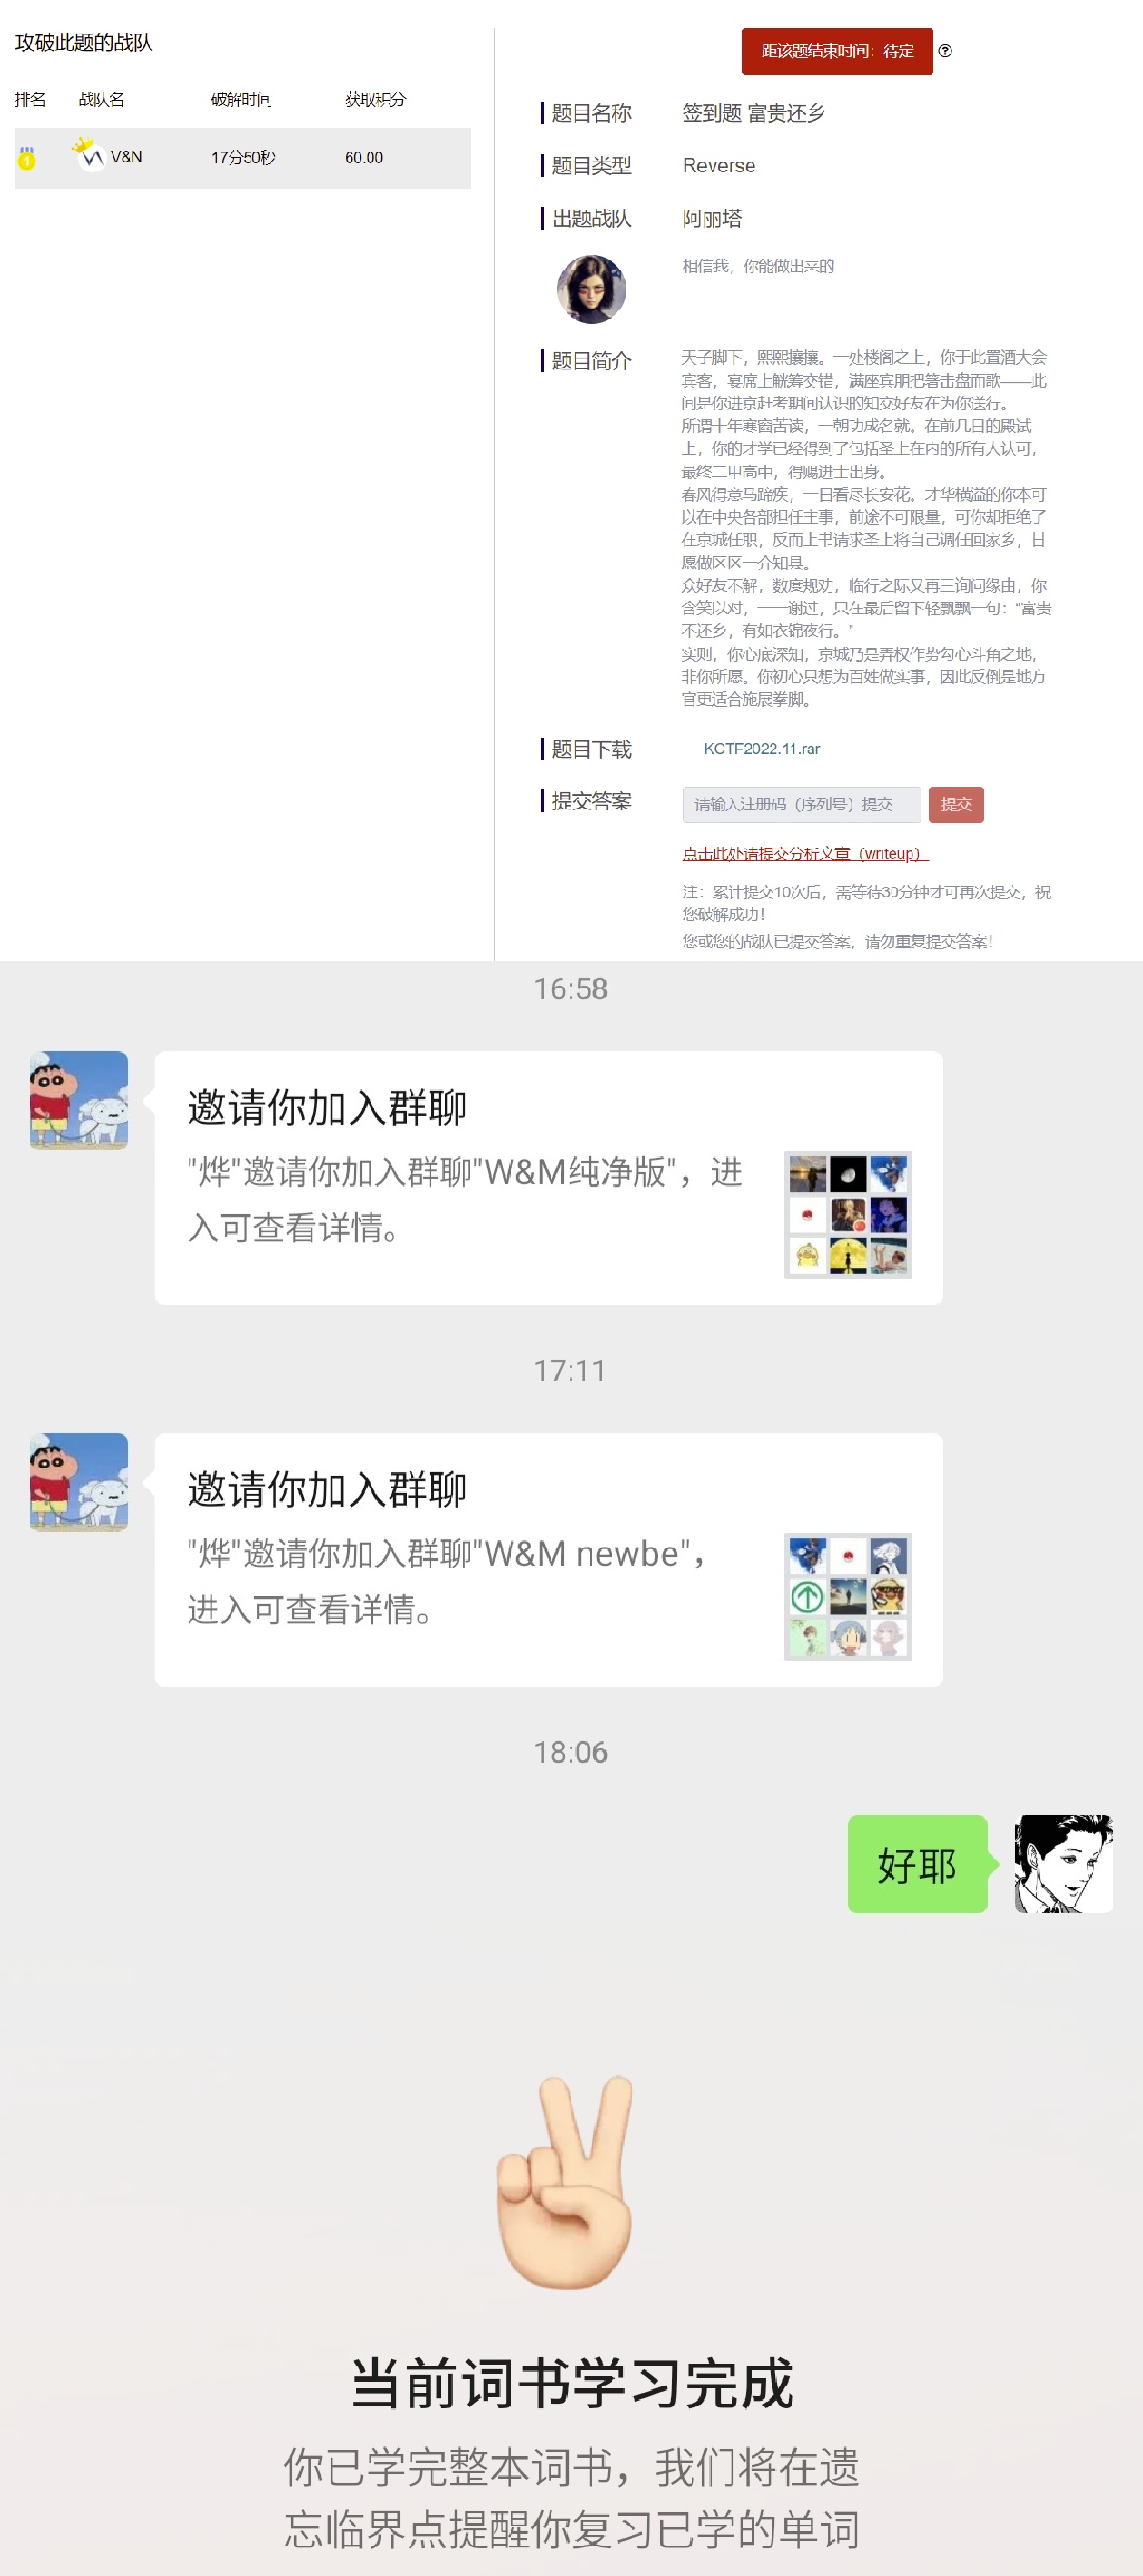 攻破此题的战队
排名 战队名 破解时间 获取积分
1 V&N 17分50秒 60.00
距该题结束时间：待定 ?
题目名称 签到题 富贵还乡
题目类型 Reverse
出题战队 阿丽塔
相信我，你能做出来的
题目简介
天子脚下，熙熙攘攘。一处楼阁之上，你于此置酒大会
宾客，宴席上觥筹交错，满座宾朋把箸击盘而歌——此
间是你进京赶考期间认识的知交好友在为你送行。
所谓十年寒窗苦读，一朝功成名就。在前几日的殿试
上，你的才学已经得到了包括圣上在内的所有人认可，
最终二甲高中，得赐进士出身。
春风得意马蹄疾，一日看尽长安花。才华横溢的你本可
以在中央各部担任主事，前途不可限量，可你却拒绝了
在京城任职，反而上书请求圣上将自己调任回家乡，甘
愿做区区一介知县。
众好友不解，数度规劝，临行之际又再三询问缘由，你
含笑以对，一一谢过，只在最后留下轻飘飘一句：“富贵
不还乡，有如衣锦夜行。”
实则，你心底深知，京城乃是弄权作势勾心斗角之地，
非你所愿。你初心只想为百姓做实事，因此反倒是地方
官更适合施展拳脚。
题目下载 KCTF2022.11.rar
提交答案 请输入注册码（序列号）提交 提交
点击此处请提交分析文章（writeup）
注：累计提交10次后，需等待30分钟才可再次提交，祝
您破解成功！
您或您的战队已提交答案，请勿重复提交答案！
16:58
邀请你加入群聊
"烨"邀请你加入群聊"W&M纯净版"，进
入可查看详情。
17:11
邀请你加入群聊
"烨"邀请你加入群聊"W&M newbe"，
进入可查看详情。
18:06
好耶
当前词书学习完成
你已学完整本词书，我们将在遗
忘临界点提醒你复习已学的单词